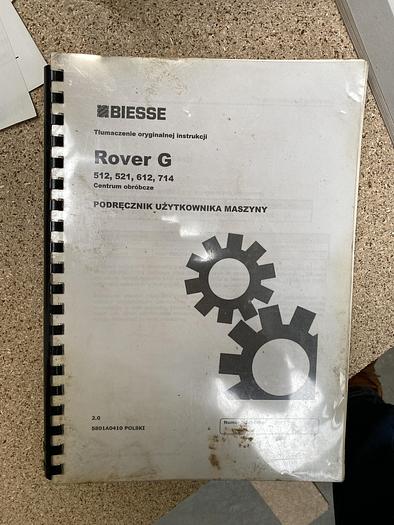 BIESSE
Tłumaczenie oryginalnej instrukcji
Rover G
512, 521, 612, 714
Centrum obróbcze
PODRĘCZNIK UŻYTKOWNIKA MASZYNY
2.0
5801A0410 POLSKI